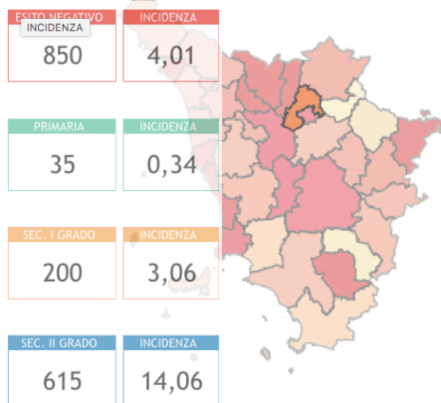 ESITO NEGATIVO INCIDENZA
INCIDENZA
850 4,01
PRIMARIA INCIDENZA
35 0,34
SEC. I GRADO INCIDENZA
200 3,06
SEC. II GRADO INCIDENZA
615 14,06